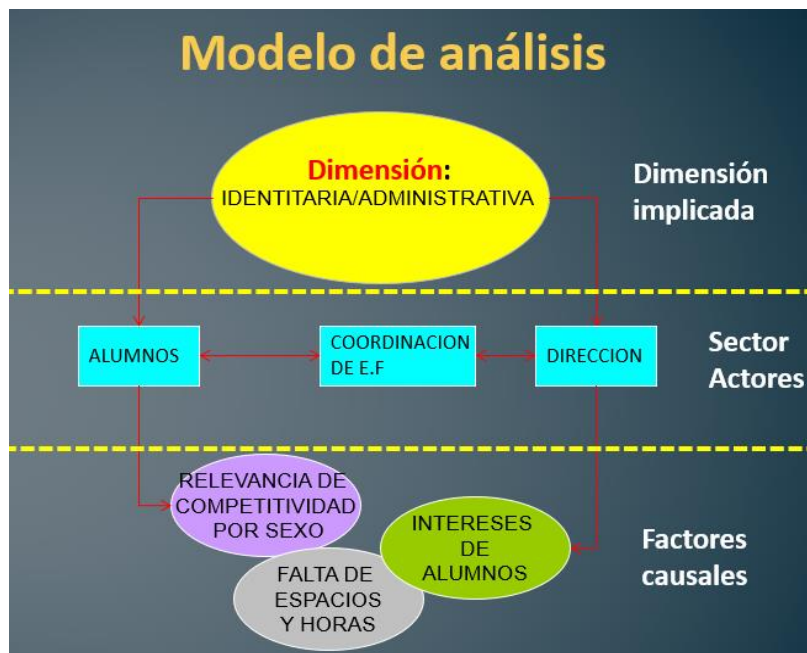 Modelo de análisis
Dimensión:
IDENTITARIA/ADMINISTRATIVA
Dimensión
implicada
ALUMNOS
COORDINACION
DE E.F
DIRECCION
Sector
Actores
RELEVANCIA DE
COMPETITIVIDAD
POR SEXO
INTERESES
DE
ALUMNOS
FALTA DE
ESPACIOS
Y HORAS
Factores
causales